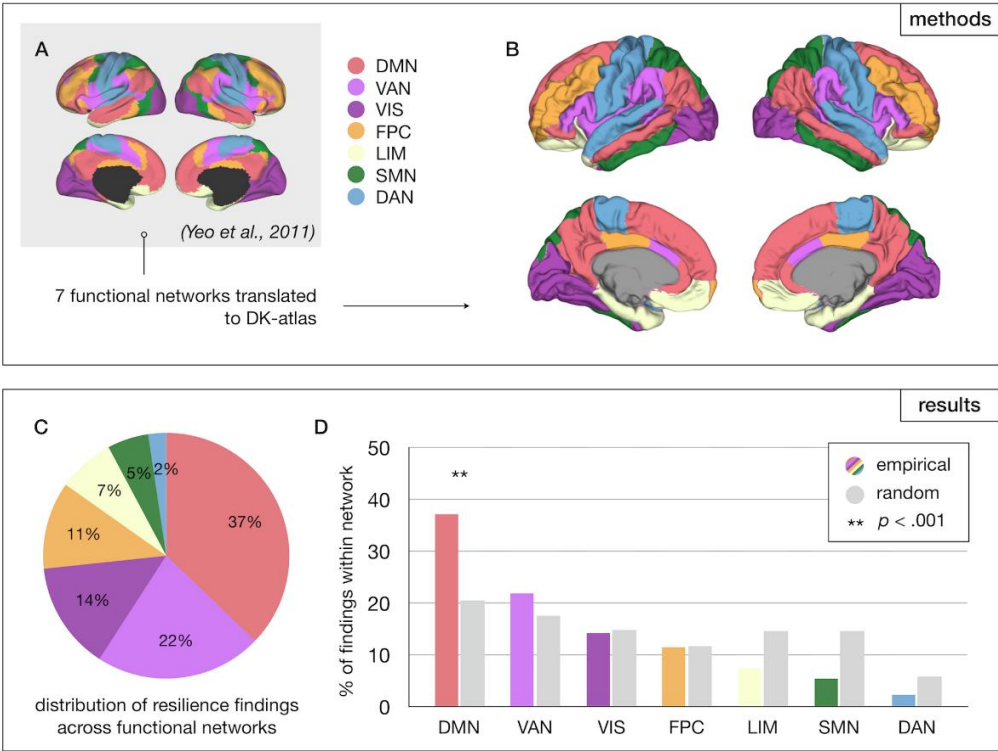 methods
A
DMN
VAN
VIS
FPC
LIM
SMN
DAN
(Yeo et al., 2011)
7 functional networks translated
to DK-atlas
B
results
C
37%
22%
14%
11%
7%
5%
2%
distribution of resilience findings
across functional networks
D
% of findings within network
50
40
30
20
10
0
**
empirical
random
** p < .001
DMN VAN VIS FPC LIM SMN DAN